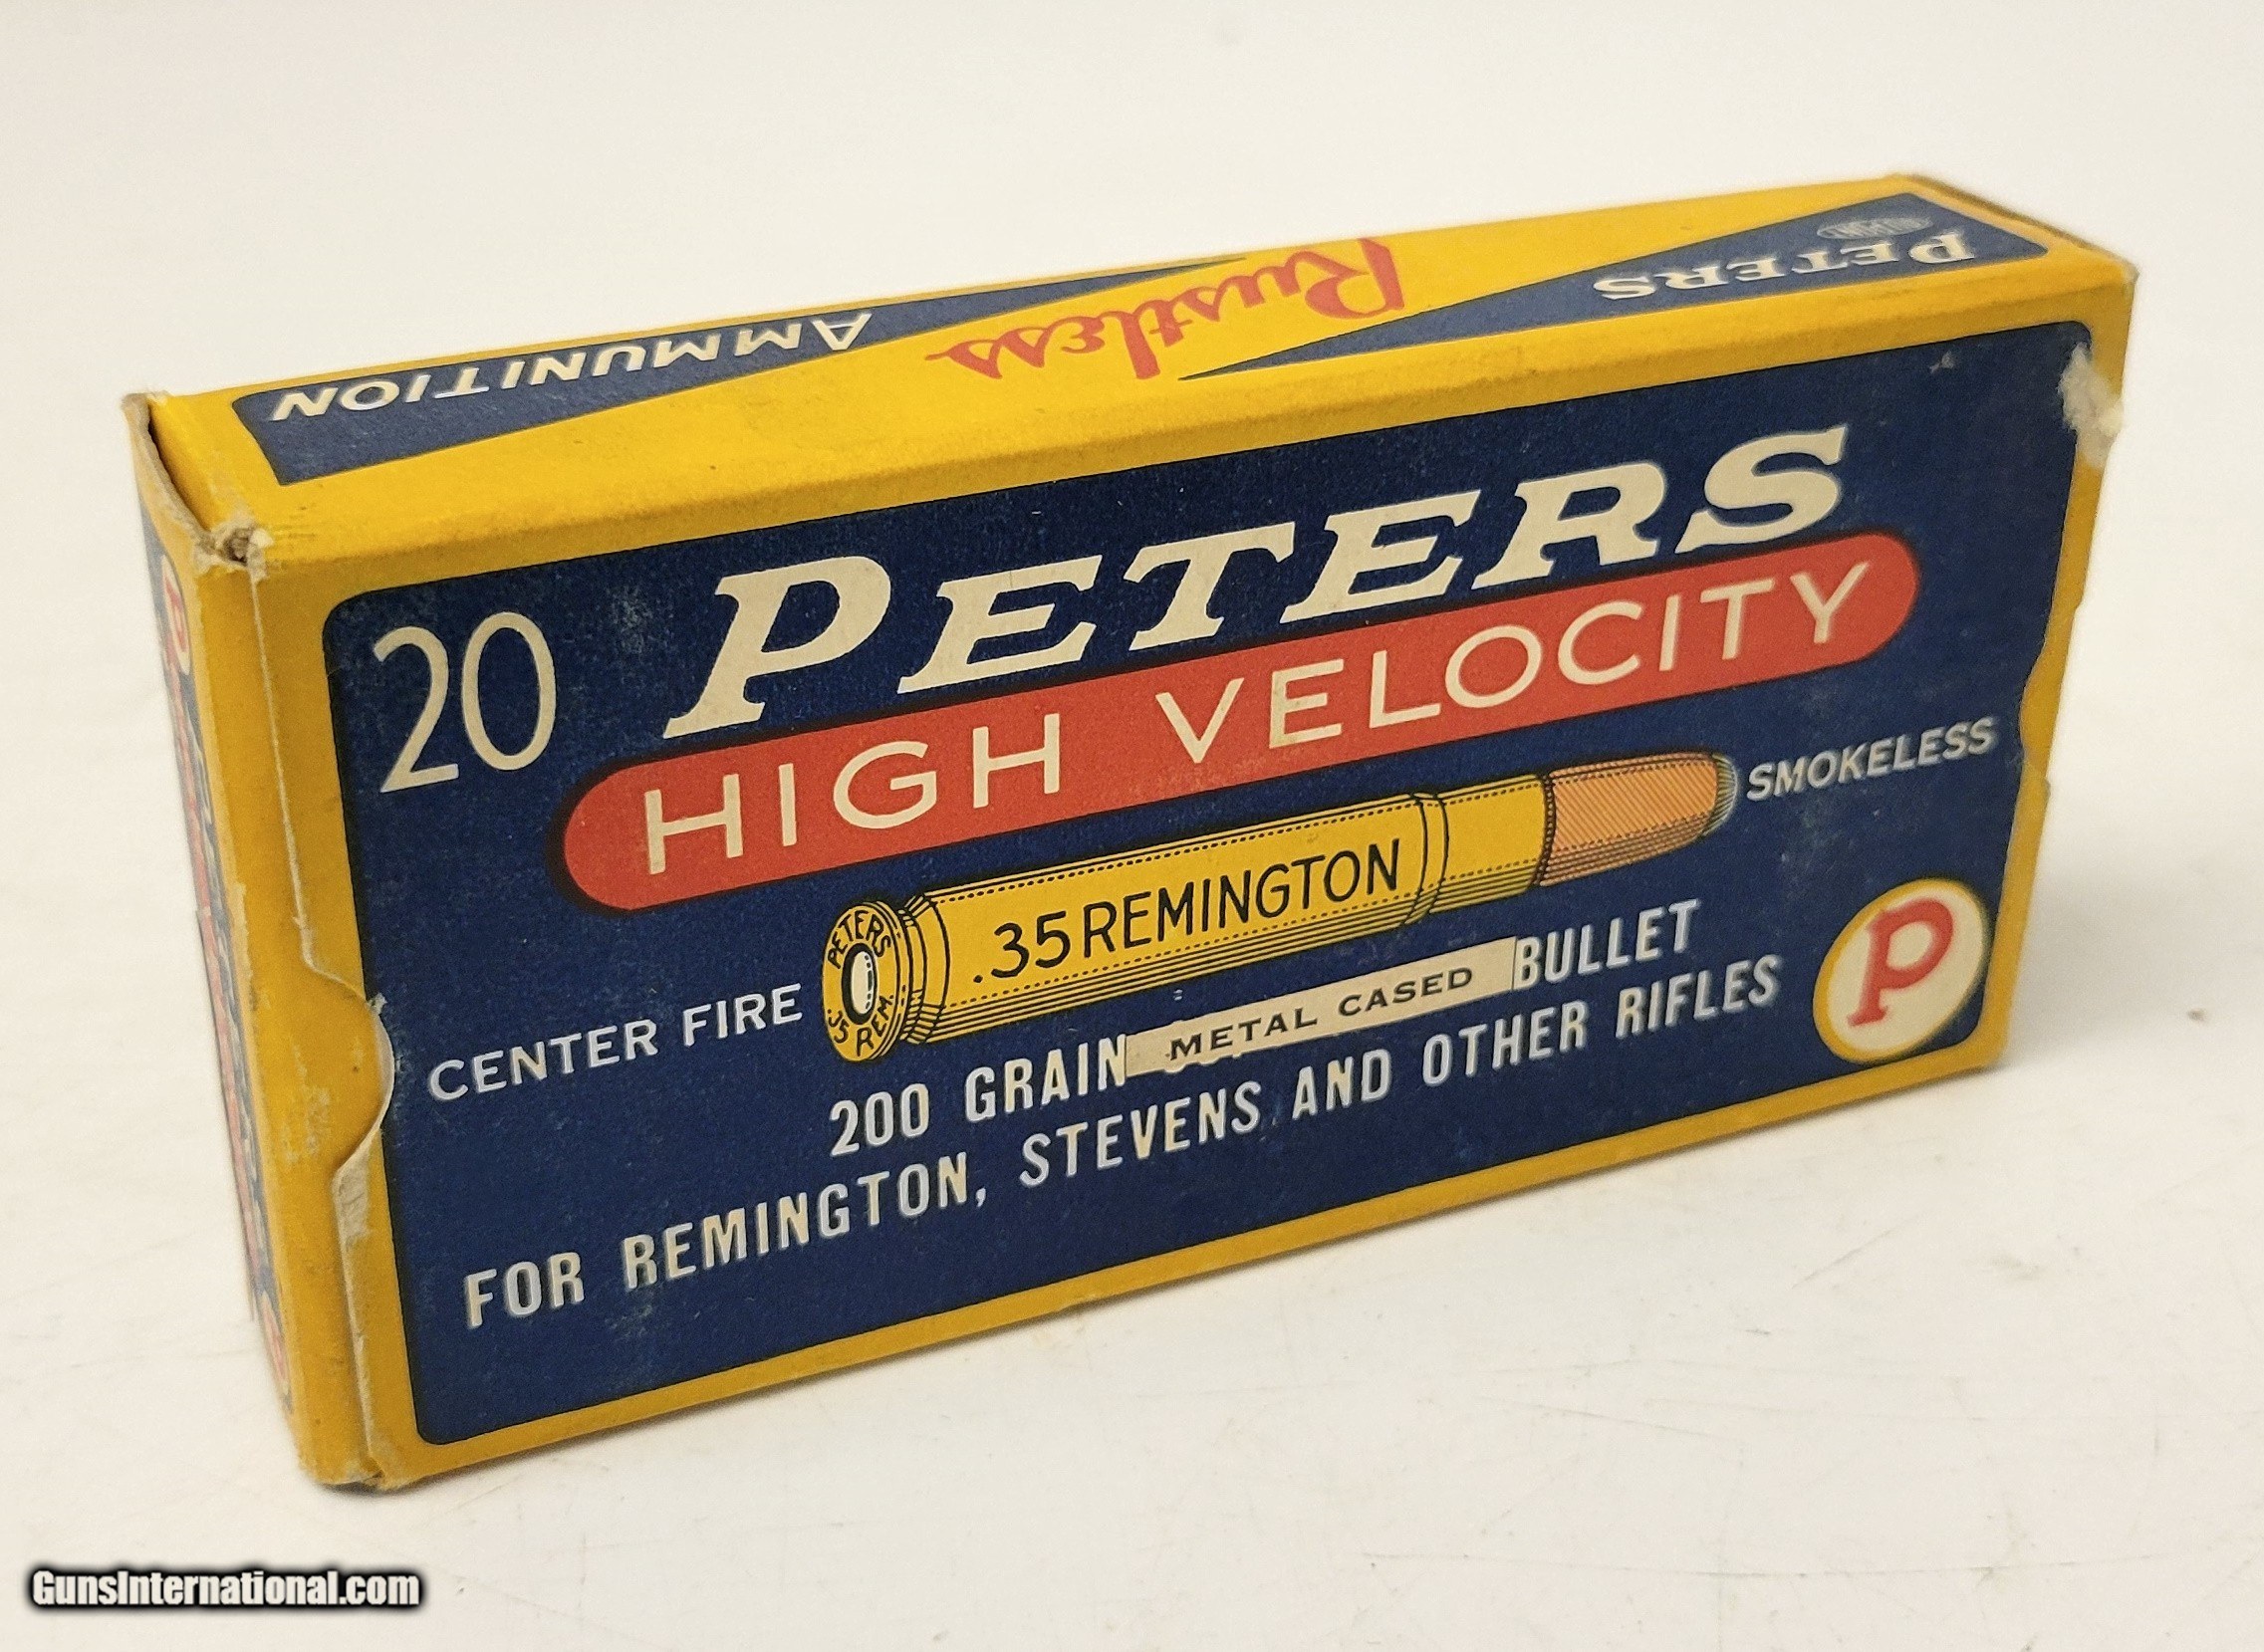 PETERS
DUPONT
Rustless
AMMUNITION
20
PETERS
HIGH VELOCITY
SMOKELESS
.35 REMINGTON
PETERS
.35 REM.
CENTER FIRE
200 GRAIN METAL CASED BULLET
FOR REMINGTON, STEVENS AND OTHER RIFLES
P
GunsInternational.com